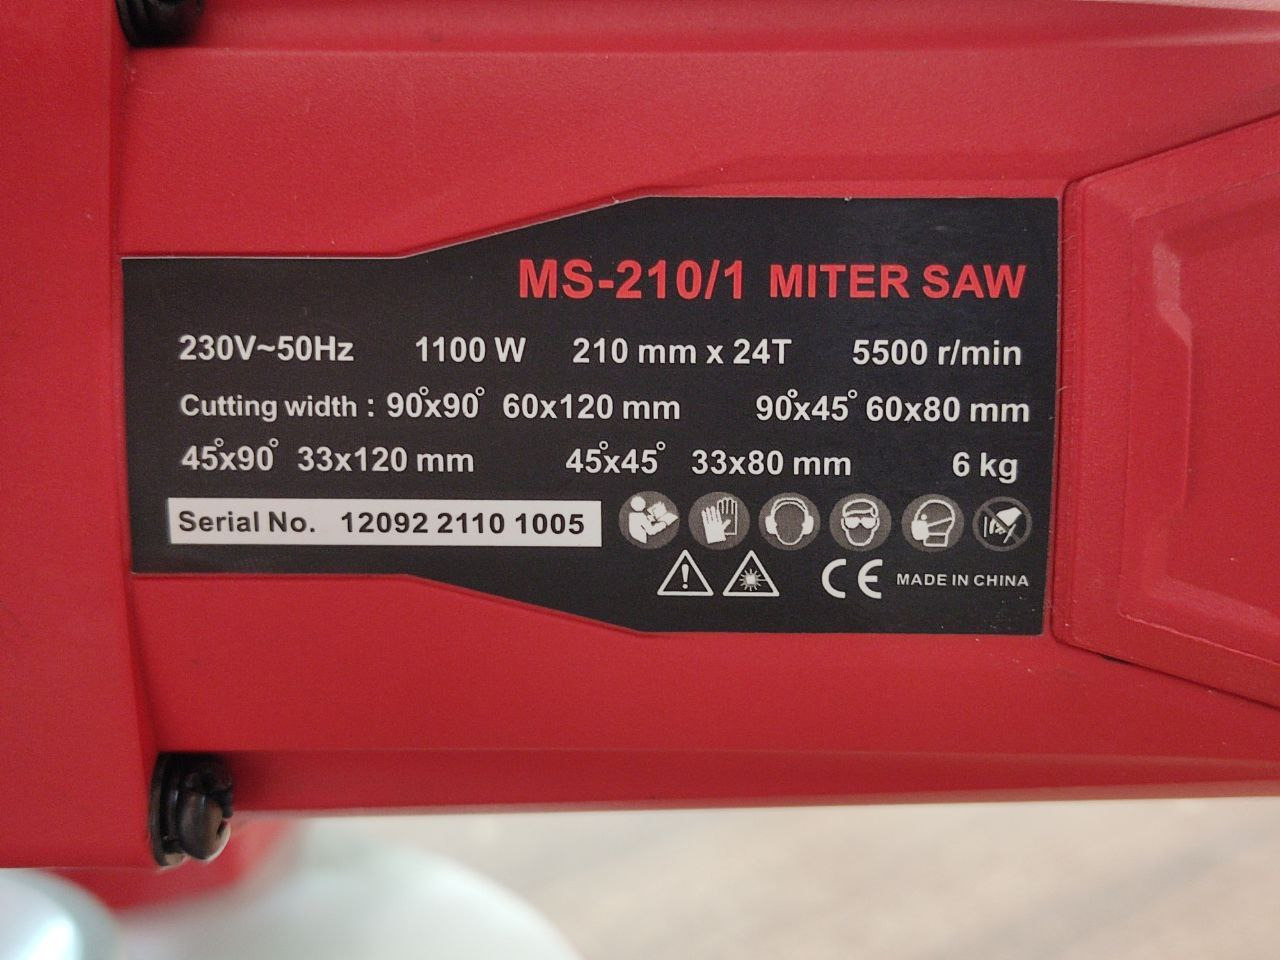 MS-210/1 MITER SAW
230V~50Hz 1100 W 210 mm x 24T 5500 r/min
Cutting width : 90°x90° 60x120 mm 90°x45° 60x80 mm
45°x90° 33x120 mm 45°x45° 33x80 mm 6 kg
Serial No. 12092 2110 1005
CE MADE IN CHINA